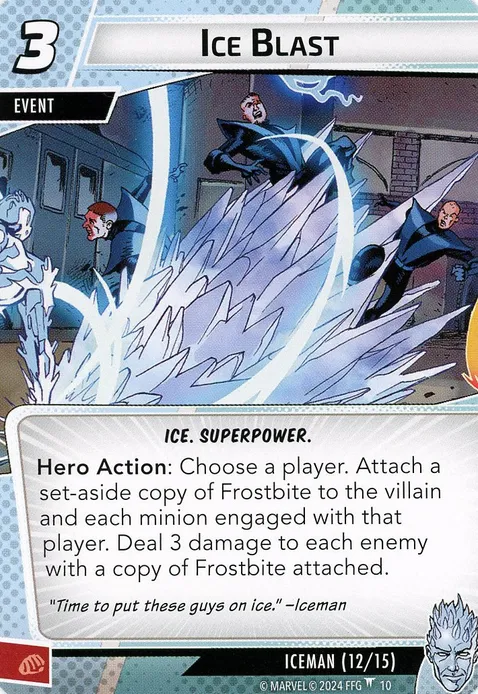 3
ICE BLAST
EVENT
ICE. SUPERPOWER.
Hero Action: Choose a player. Attach a
set-aside copy of Frostbite to the villain
and each minion engaged with that
player. Deal 3 damage to each enemy
with a copy of Frostbite attached.
"Time to put these guys on ice." –Iceman
ICEMAN (12/15)
© MARVEL © 2024 FFG 10